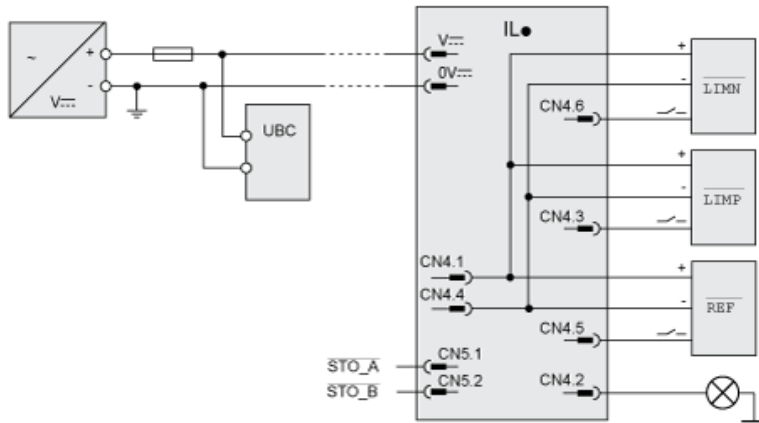 ~
+
-
V⎓
UBC
IL●
V⎓
0V⎓
CN4.6
+
-
LIMN
CN4.3
+
-
LIMP
CN4.1
CN4.4
CN4.5
+
-
REF
STO_A
CN5.1
STO_B
CN5.2
CN4.2